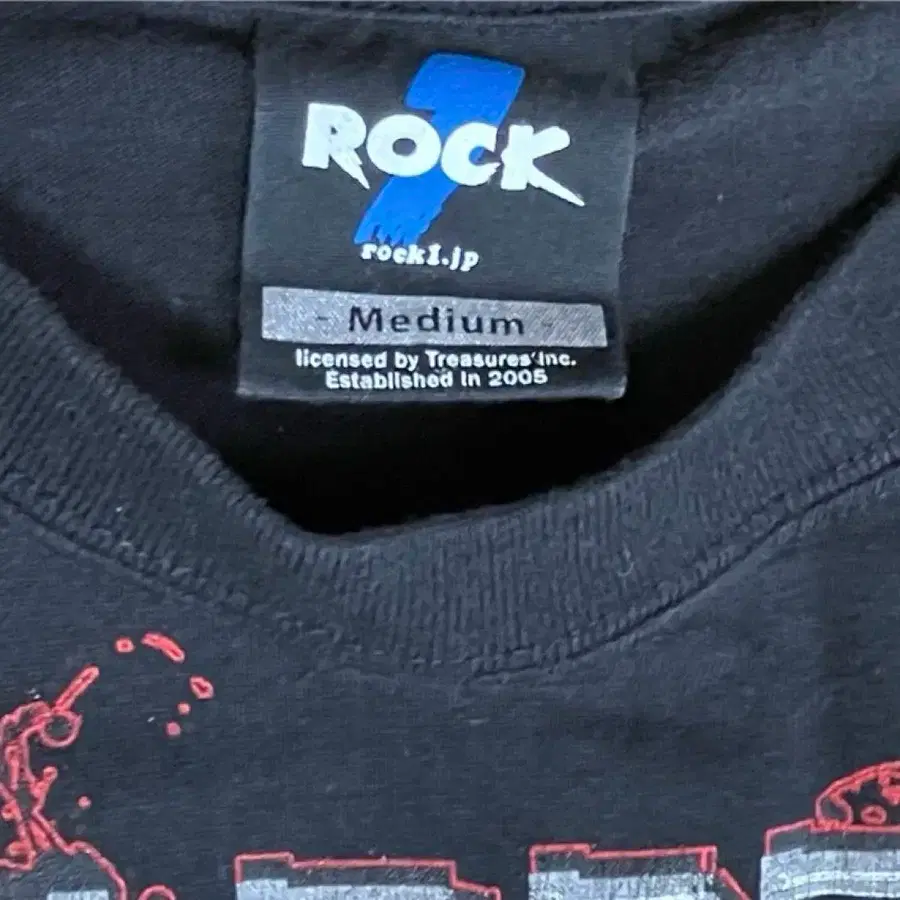 ROCK
rock1.jp
- Medium -
licensed by Treasures Inc.
Established in 2005